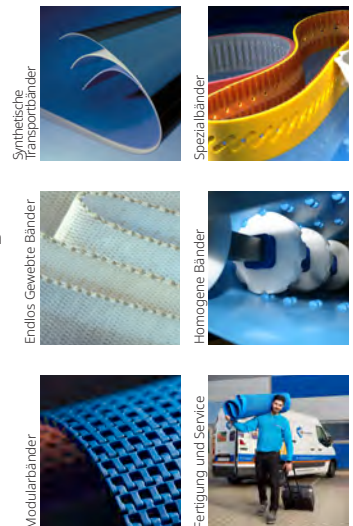 Synthetische
Transportbänder
Spezialbänder
Endlos Gewebte Bänder
Homogene Bänder
Modularbänder
Fertigung und Service